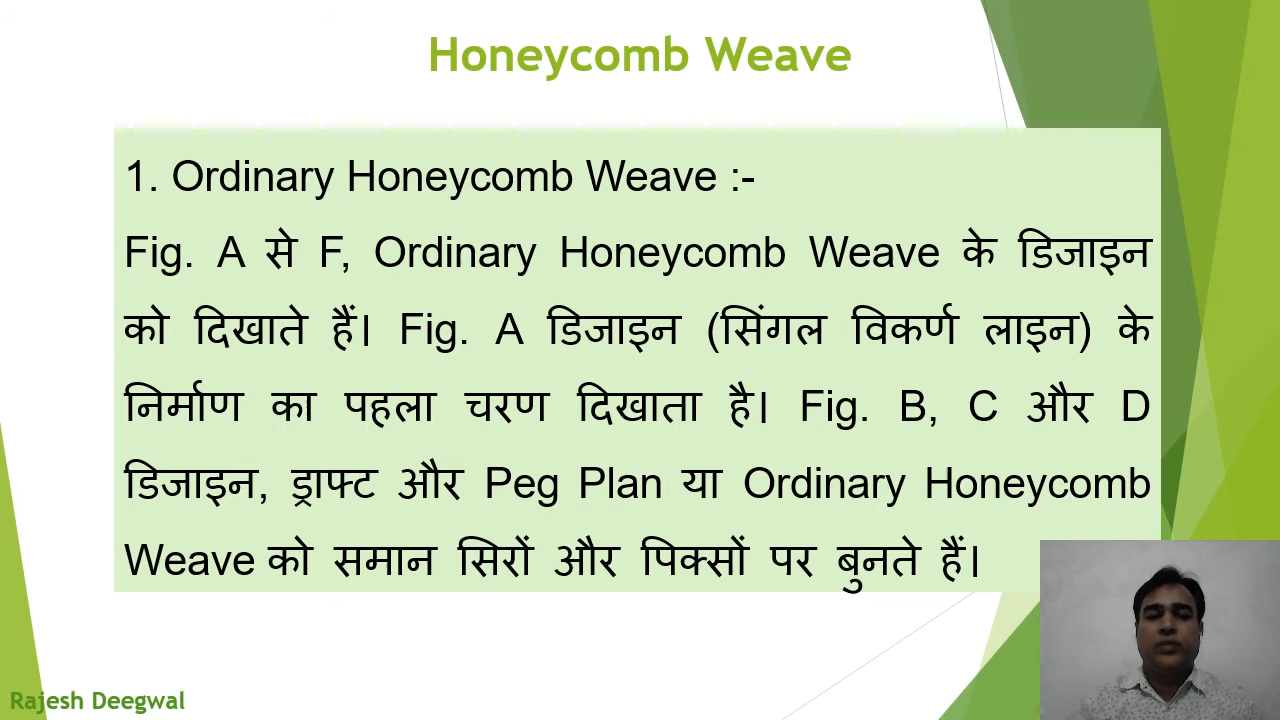 Honeycomb Weave
1. Ordinary Honeycomb Weave :-
Fig. A से F, Ordinary Honeycomb Weave के डिजाइन
को दिखाते हैं। Fig. A डिजाइन (सिंगल विकर्ण लाइन) के
निर्माण का पहला चरण दिखाता है। Fig. B, C और D
डिजाइन, ड्राफ्ट और Peg Plan या Ordinary Honeycomb
Weave को समान सिरों और पिक्सों पर बुनते हैं।
Rajesh Deegwal